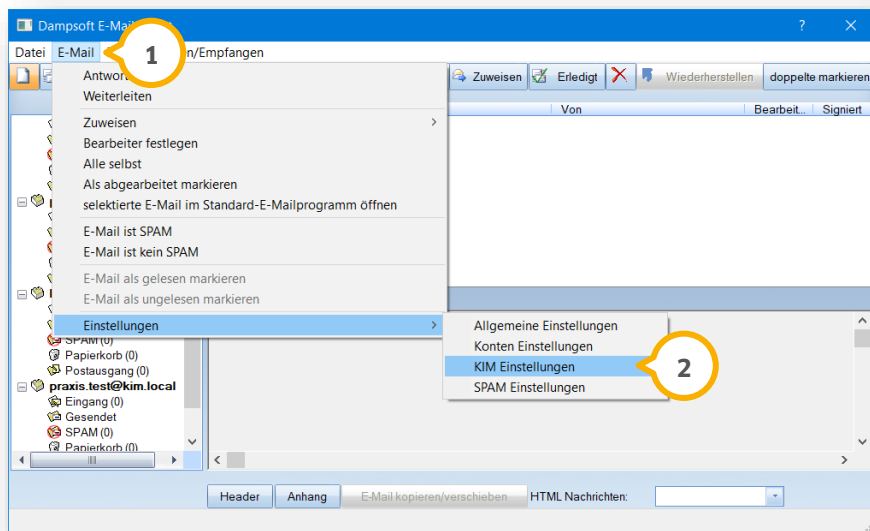 Dampsoft E-Mai
? ×
Datei E-Mail n/Empfangen
1
Zuweisen Erledigt Wiederherstellen doppelte markieren
Von Bearbeit... Signiert
Antwor
Weiterleiten
Zuweisen
Bearbeiter festlegen
Alle selbst
Als abgearbeitet markieren
selektierte E-Mail im Standard-E-Mailprogramm öffnen
E-Mail ist SPAM
E-Mail ist kein SPAM
E-Mail als gelesen markieren
E-Mail als ungelesen markieren
Einstellungen
Allgemeine Einstellungen
Konten Einstellungen
KIM Einstellungen
SPAM Einstellungen
2
SPAM (0)
Papierkorb (0)
Postausgang (0)
praxis.test@kim.local
Eingang (0)
Gesendet
SPAM (0)
Papierkorb (0)
Header Anhang E-Mail kopieren/verschieben HTML Nachrichten: